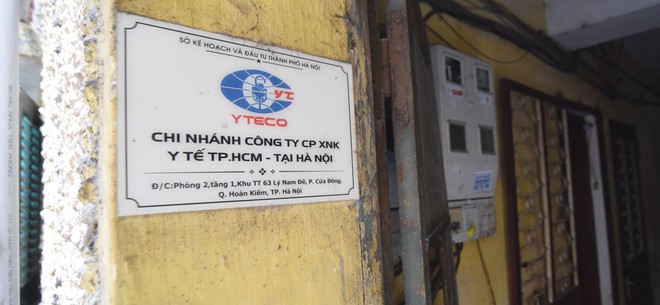 SỞ KẾ HOẠCH VÀ ĐẦU TƯ THÀNH PHỐ HÀ NỘI
YT
YTECO
CHI NHÁNH CÔNG TY CP XNK
Y TẾ TP.HCM - TẠI HÀ NỘI
Đ/C:Phòng 2,tầng 1,Khu TT 63 Lý Nam Đế, P. Cửa Đông,
Q. Hoàn Kiếm, TP. Hà Nội